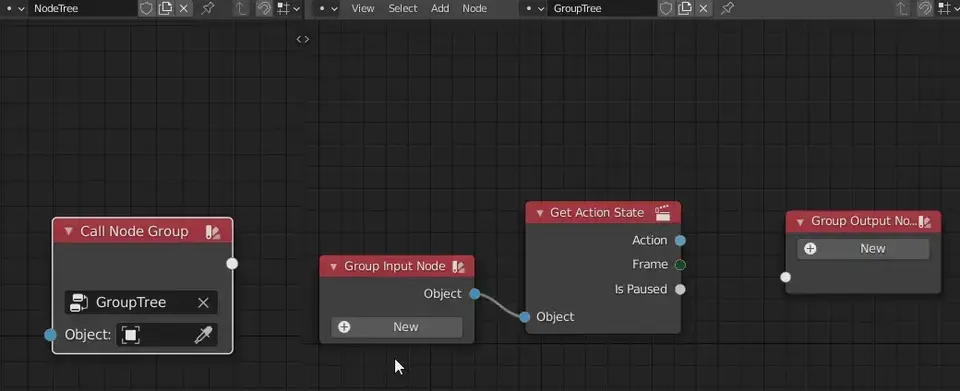 NodeTree
View Select Add Node
GroupTree
Call Node Group
GroupTree
Object:
Group Input Node
Object
New
Get Action State
Action
Frame
Is Paused
Object
Group Output No...
New